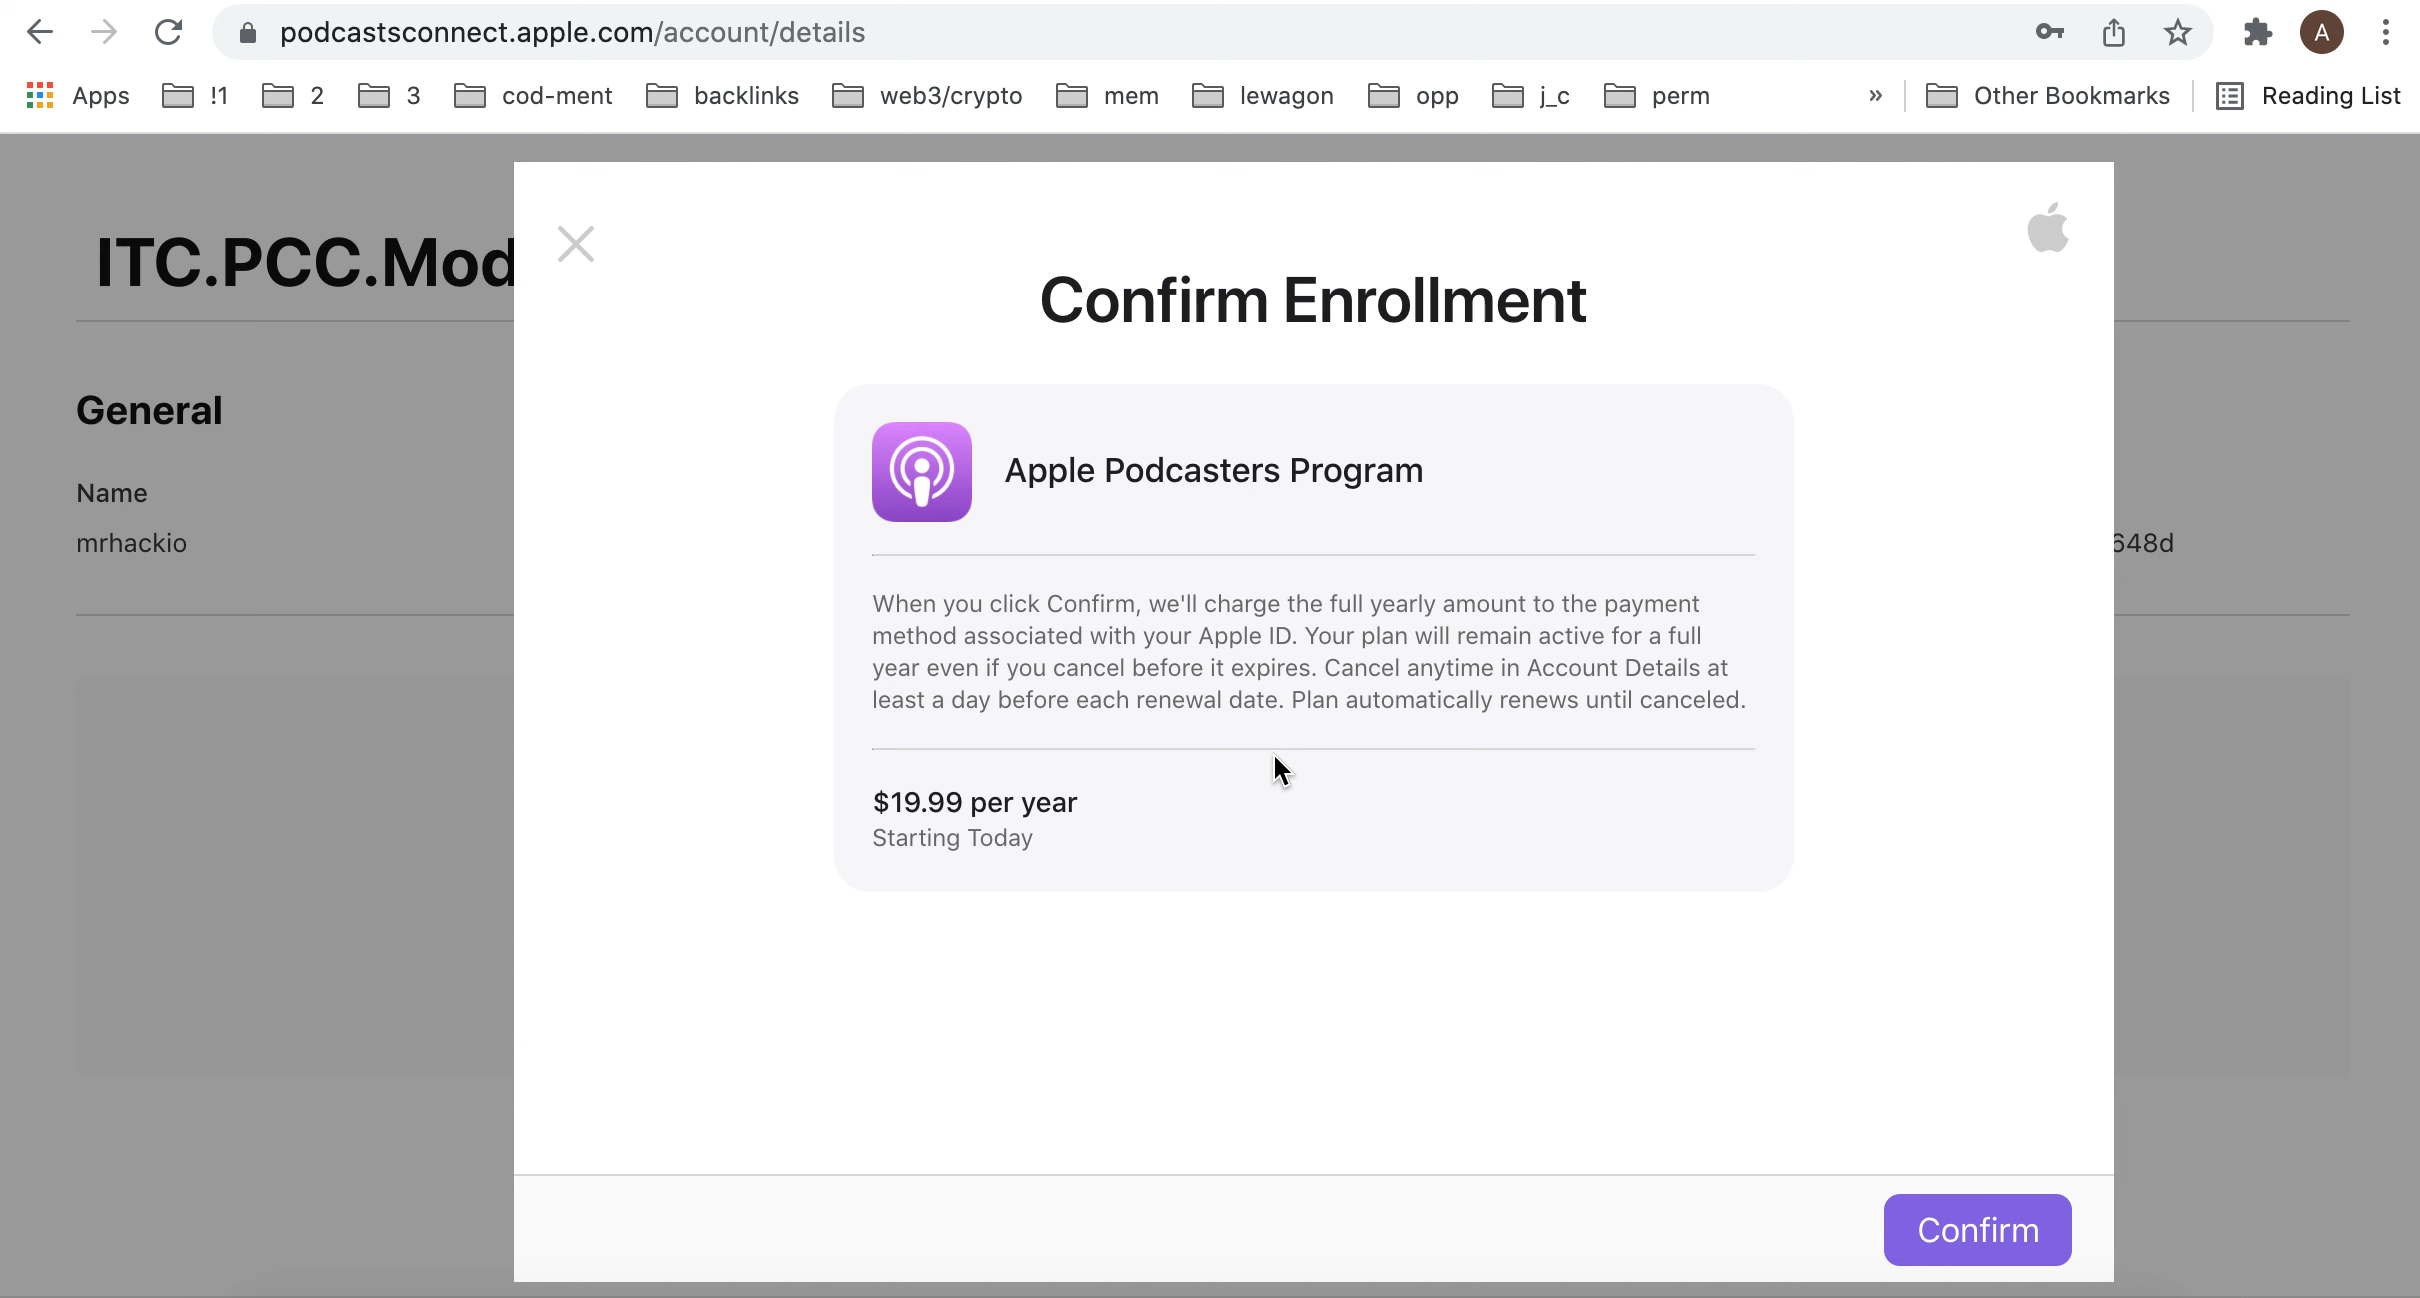 podcastsconnect.apple.com/account/details
A
Apps !1 2 3 cod-ment backlinks web3/crypto mem lewagon opp j_c perm » Other Bookmarks Reading List
ITC.PCC.Mod
Confirm Enrollment
General
Apple Podcasters Program
Name
mrhackio
648d
When you click Confirm, we'll charge the full yearly amount to the payment
method associated with your Apple ID. Your plan will remain active for a full
year even if you cancel before it expires. Cancel anytime in Account Details at
least a day before each renewal date. Plan automatically renews until canceled.
$19.99 per year
Starting Today
Confirm